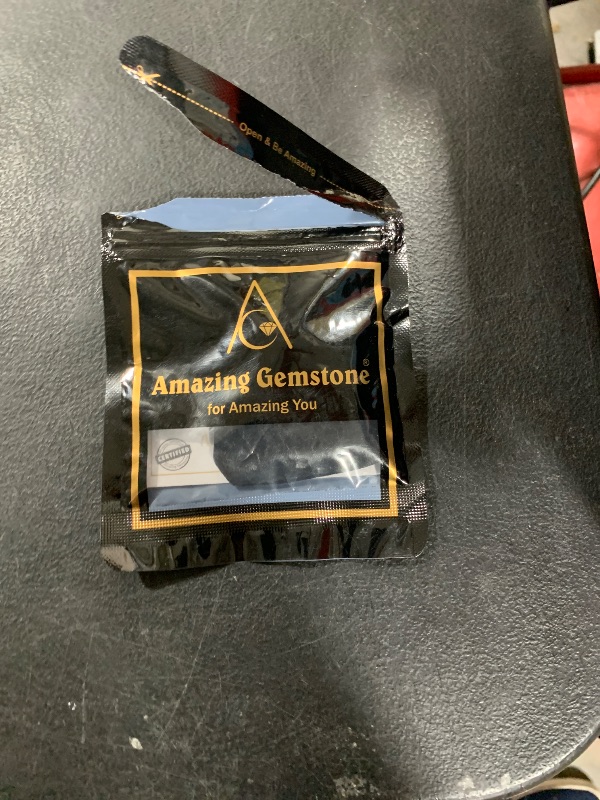 Open & Be Amazing
Amazing Gemstone®
for Amazing You
CERTIFIED